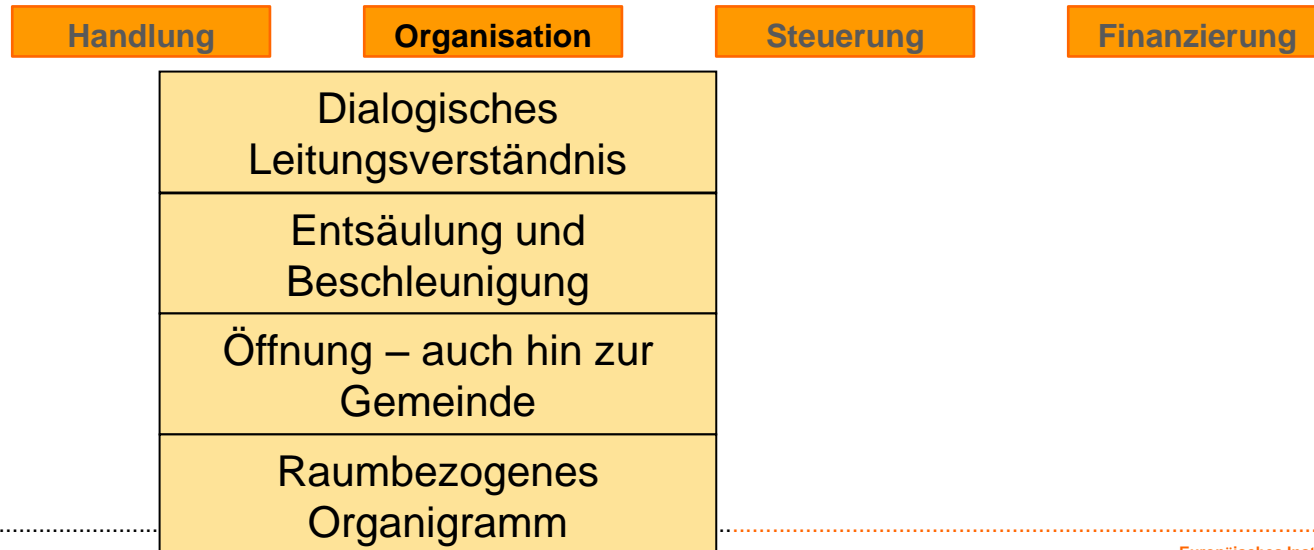 Handlung Organisation Steuerung Finanzierung
Dialogisches
Leitungsverständnis
Entsäulung und
Beschleunigung
Öffnung – auch hin zur
Gemeinde
Raumbezogenes
Organigramm